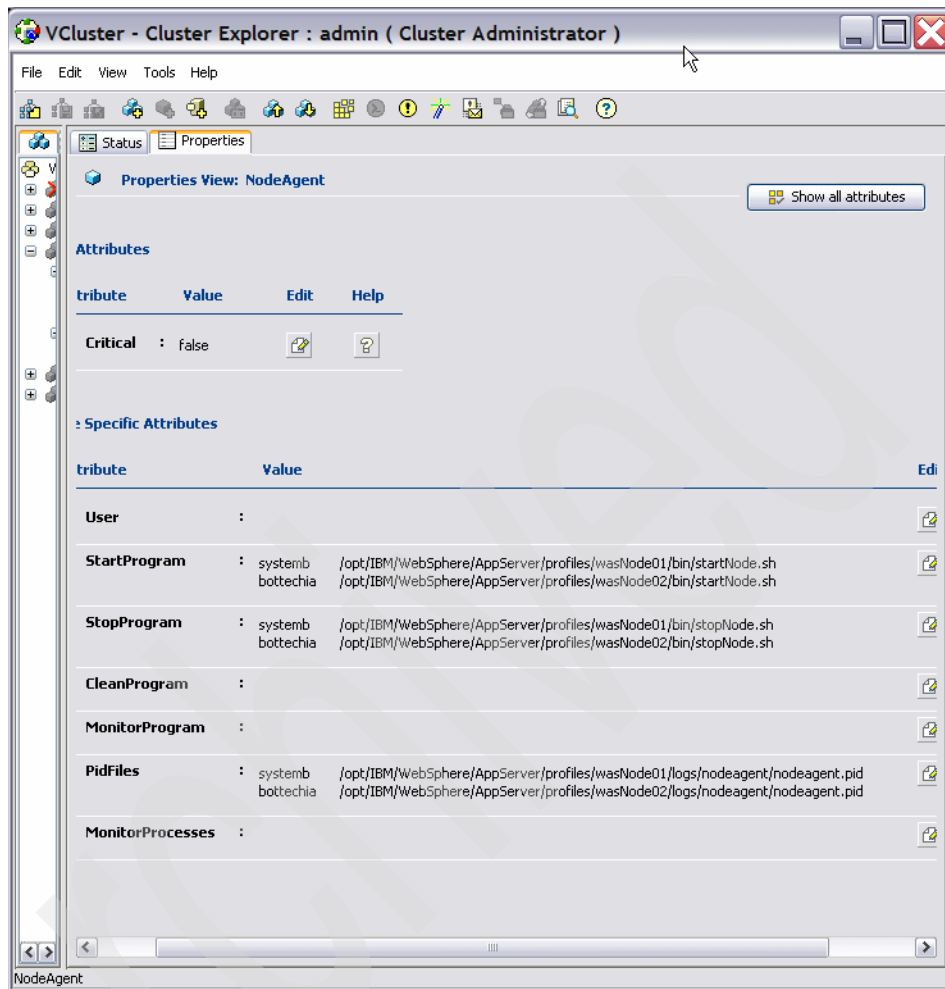 VCluster - Cluster Explorer : admin ( Cluster Administrator )
File Edit View Tools Help
Status Properties
V
Properties View: NodeAgent
Show all attributes
Attributes
tribute Value Edit Help
Critical : false
e Specific Attributes
tribute Value Edi
User :
StartProgram : systemb /opt/IBM/WebSphere/AppServer/profiles/wasNode01/bin/startNode.sh
bottechia /opt/IBM/WebSphere/AppServer/profiles/wasNode02/bin/startNode.sh
StopProgram : systemb /opt/IBM/WebSphere/AppServer/profiles/wasNode01/bin/stopNode.sh
bottechia /opt/IBM/WebSphere/AppServer/profiles/wasNode02/bin/stopNode.sh
CleanProgram :
MonitorProgram :
PidFiles : systemb /opt/IBM/WebSphere/AppServer/profiles/wasNode01/logs/nodeagent/nodeagent.pid
bottechia /opt/IBM/WebSphere/AppServer/profiles/wasNode02/logs/nodeagent/nodeagent.pid
MonitorProcesses :
NodeAgent